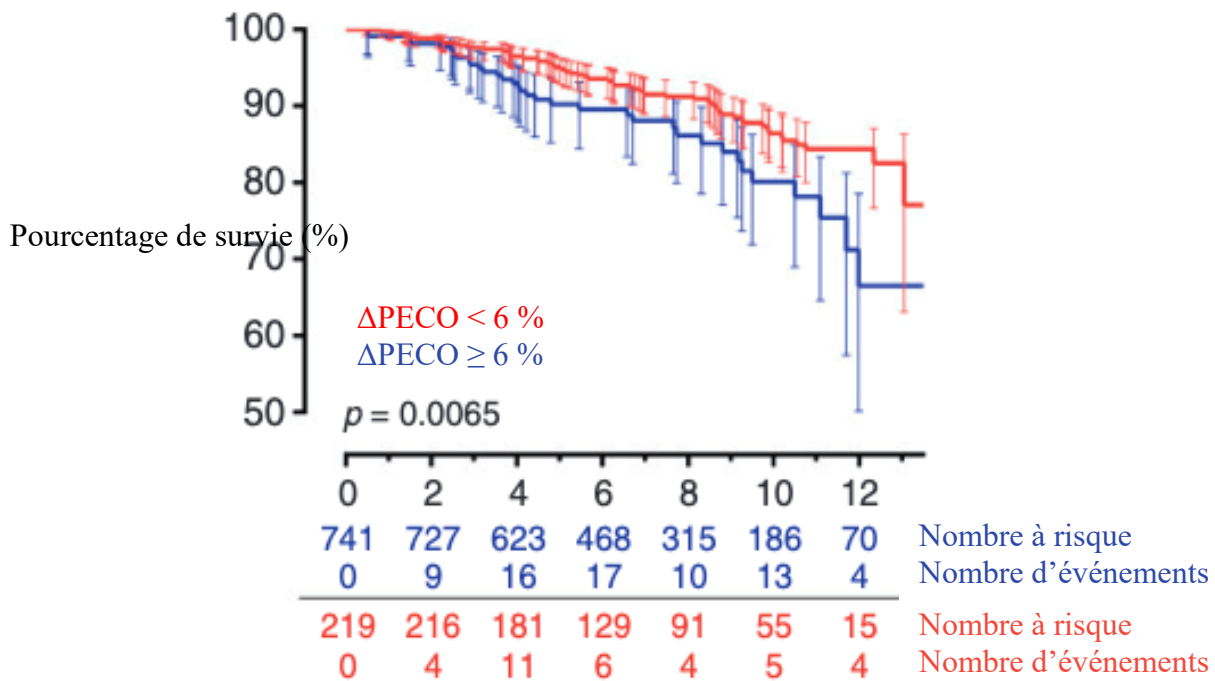 100
90
80
Pourcentage de survie (%)
70
ΔPECO < 6 %
60
ΔPECO ≥ 6 %
50
p = 0.0065
0 2 4 6 8 10 12
741 727 623 468 315 186 70 Nombre à risque
0 9 16 17 10 13 4 Nombre d’événements
219 216 181 129 91 55 15 Nombre à risque
0 4 11 6 4 5 4 Nombre d’événements